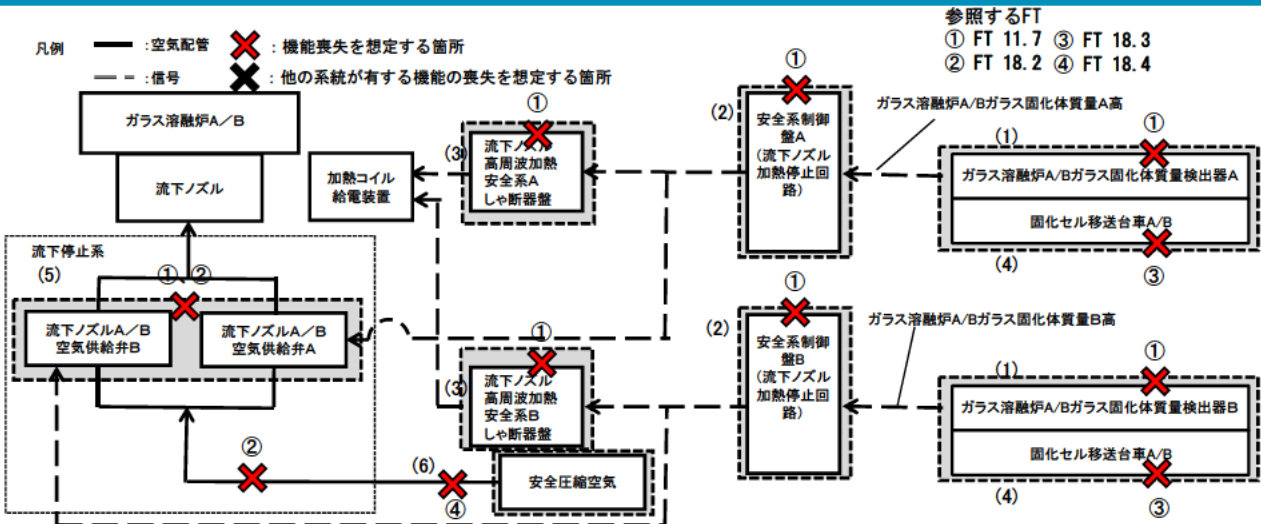 参照するFT
① FT 11.7 ③ FT 18.3
② FT 18.2 ④ FT 18.4
凡例
:空気配管
: 機能喪失を想定する箇所
:信号
: 他の系統が有する機能の喪失を想定する箇所
ガラス溶融炉A／B
流下ノズル
加熱コイル
給電装置
①
(3)
流下ノズル
高周波加熱
安全系A
しゃ断器盤
①
(2)
安全系制御
盤A
(流下ノズル
加熱停止回
路)
ガラス溶融炉A/Bガラス固化体質量A高
(1)
①
ガラス溶融炉A/Bガラス固化体質量検出器A
固化セル移送台車A/B
(4)
③
流下停止系
(5)
① ②
流下ノズルA／B
空気供給弁B
流下ノズルA／B
空気供給弁A
①
(3)
流下ノズル
高周波加熱
安全系B
しゃ断器盤
①
(2)
安全系制御
盤B
(流下ノズル
加熱停止回
路)
ガラス溶融炉A/Bガラス固化体質量B高
(1)
①
ガラス溶融炉A/Bガラス固化体質量検出器B
固化セル移送台車A/B
(4)
③
②
(6)
④
安全圧縮空気